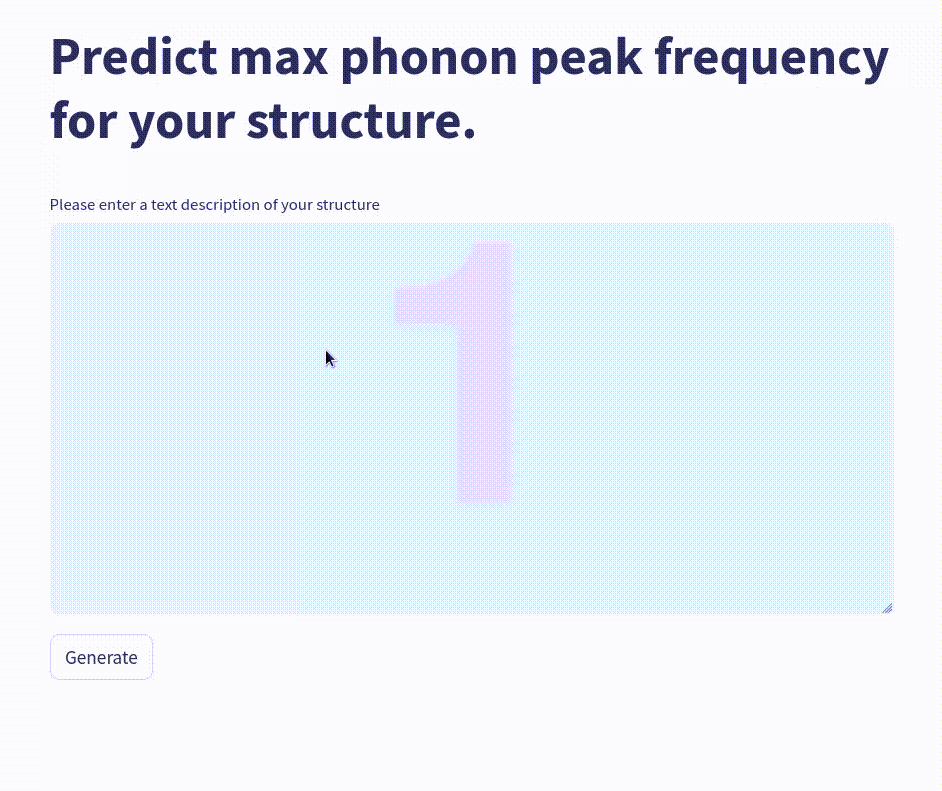 Predict max phonon peak frequency
for your structure.
Please enter a text description of your structure
1
Generate